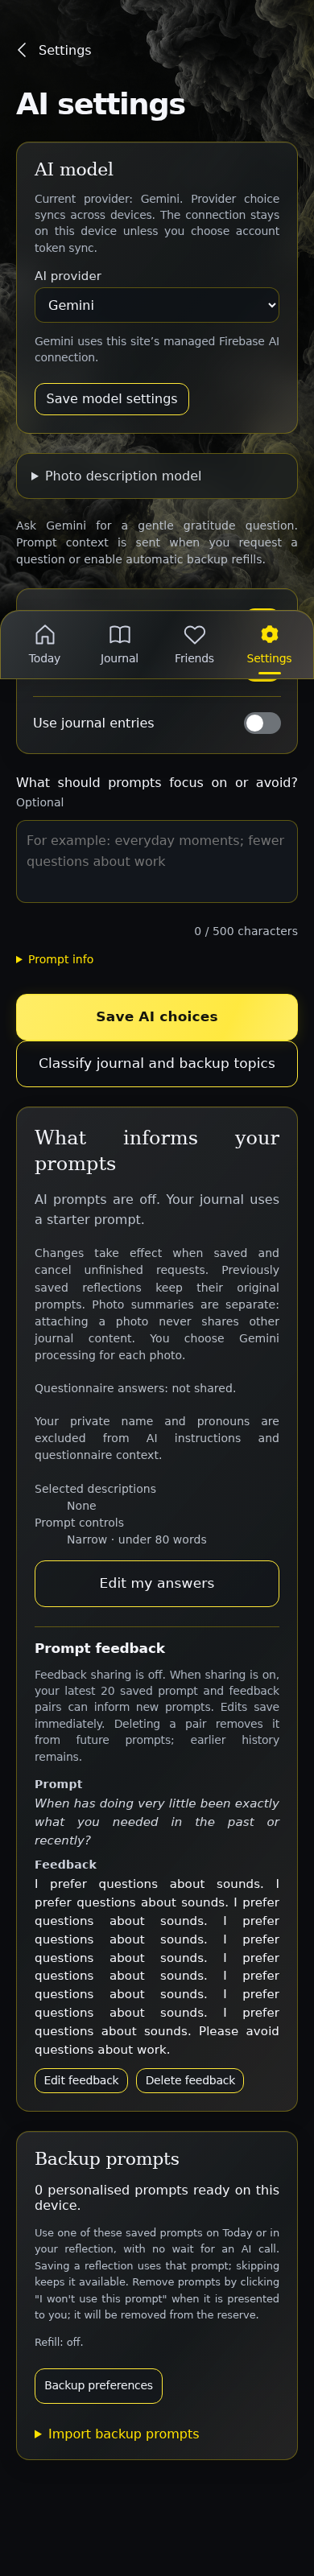 Settings
AI settings
AI model
Current provider: Gemini. Provider choice
syncs across devices. The connection stays
on this device unless you choose account
token sync.
AI provider
Gemini
Gemini uses this site’s managed Firebase AI
connection.
Save model settings
Photo description model
Ask Gemini for a gentle gratitude question.
Prompt context is sent when you request a
question or enable automatic backup refills.
Today Journal Friends Settings
Use journal entries
What should prompts focus on or avoid?
Optional
For example: everyday moments; fewer
questions about work
0 / 500 characters
Prompt info
Save AI choices
Classify journal and backup topics
What informs your
prompts
AI prompts are off. Your journal uses
a starter prompt.
Changes take effect when saved and
cancel unfinished requests. Previously
saved reflections keep their original
prompts. Photo summaries are separate:
attaching a photo never shares other
journal content. You choose Gemini
processing for each photo.
Questionnaire answers: not shared.
Your private name and pronouns are
excluded from AI instructions and
questionnaire context.
Selected descriptions
None
Prompt controls
Narrow · under 80 words
Edit my answers
Prompt feedback
Feedback sharing is off. When sharing is on,
your latest 20 saved prompt and feedback
pairs can inform new prompts. Edits save
immediately. Deleting a pair removes it
from future prompts; earlier history
remains.
Prompt
When has doing very little been exactly
what you needed in the past or
recently?
Feedback
I prefer questions about sounds. I
prefer questions about sounds. I prefer
questions about sounds. I prefer
questions about sounds. I prefer
questions about sounds. I prefer
questions about sounds. I prefer
questions about sounds. I prefer
questions about sounds. I prefer
questions about sounds. Please avoid
questions about work.
Edit feedback Delete feedback
Backup prompts
0 personalised prompts ready on this
device.
Use one of these saved prompts on Today or in
your reflection, with no wait for an AI call.
Saving a reflection uses that prompt; skipping
keeps it available. Remove prompts by clicking
"I won't use this prompt" when it is presented
to you; it will be removed from the reserve.
Refill: off.
Backup preferences
Import backup prompts